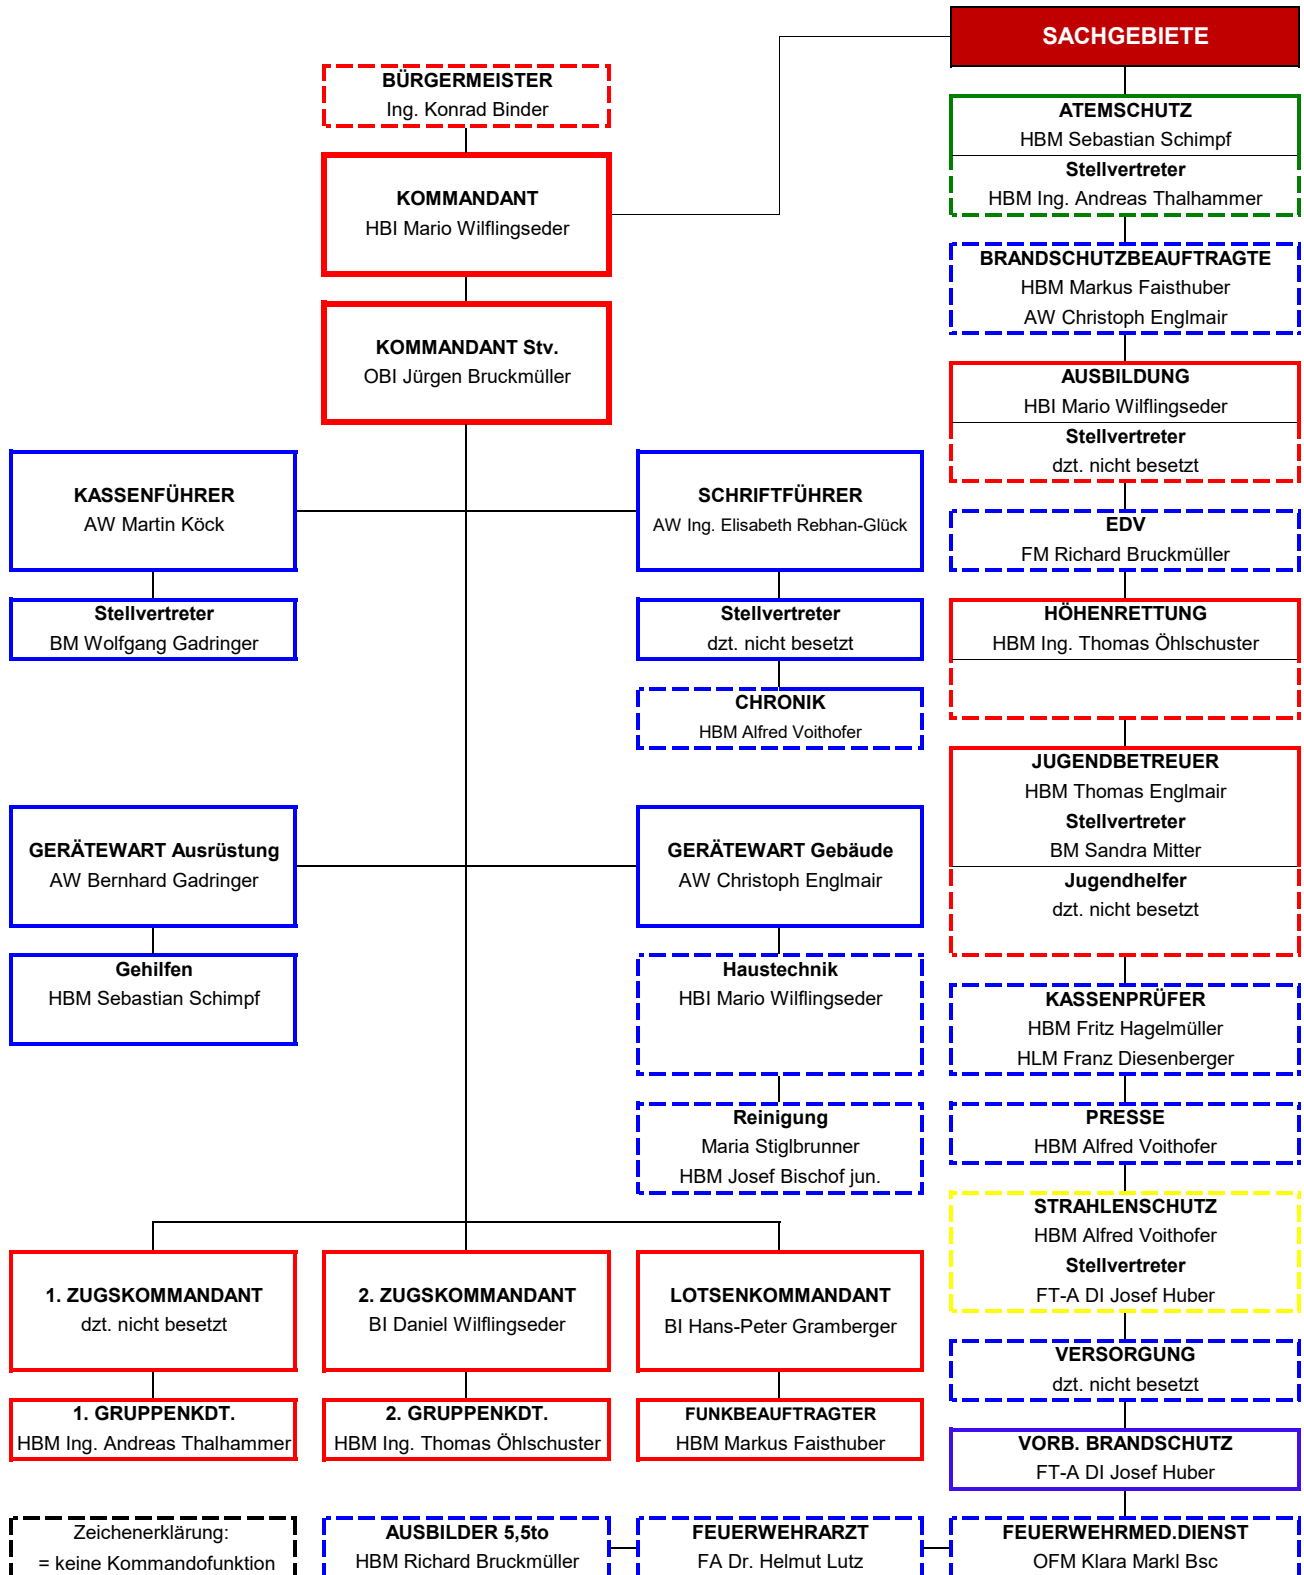 BÜRGERMEISTER
Ing. Konrad Binder
KOMMANDANT
HBI Mario Wilflingseder
KOMMANDANT Stv.
OBI Jürgen Bruckmüller
KASSENFÜHRER
AW Martin Köck
Stellvertreter
BM Wolfgang Gadringer
SCHRIFTFÜHRER
AW Ing. Elisabeth Rebhan-Glück
Stellvertreter
dzt. nicht besetzt
CHRONIK
HBM Alfred Voithofer
GERÄTEWART Ausrüstung
AW Bernhard Gadringer
Gehilfen
HBM Sebastian Schimpf
GERÄTEWART Gebäude
AW Christoph Englmair
Haustechnik
HBI Mario Wilflingseder
Reinigung
Maria Stiglbrunner
HBM Josef Bischof jun.
1. ZUGSKOMMANDANT
dzt. nicht besetzt
1. GRUPPENKDT.
HBM Ing. Andreas Thalhammer
2. ZUGSKOMMANDANT
BI Daniel Wilflingseder
2. GRUPPENKDT.
HBM Ing. Thomas Öhlschuster
LOTSENKOMMANDANT
BI Hans-Peter Gramberger
FUNKBEAUFTRAGTER
HBM Markus Faisthuber
SACHGEBIETE
ATEMSCHUTZ
HBM Sebastian Schimpf
Stellvertreter
HBM Ing. Andreas Thalhammer
BRANDSCHUTZBEAUFTRAGTE
HBM Markus Faisthuber
AW Christoph Englmair
AUSBILDUNG
HBI Mario Wilflingseder
Stellvertreter
dzt. nicht besetzt
EDV
FM Richard Bruckmüller
HÖHENRETTUNG
HBM Ing. Thomas Öhlschuster
JUGENDBETREUER
HBM Thomas Englmair
Stellvertreter
BM Sandra Mitter
Jugendhelfer
dzt. nicht besetzt
KASSENPRÜFER
HBM Fritz Hagelmüller
HLM Franz Diesenberger
PRESSE
HBM Alfred Voithofer
STRAHLENSCHUTZ
HBM Alfred Voithofer
Stellvertreter
FT-A DI Josef Huber
VERSORGUNG
dzt. nicht besetzt
VORB. BRANDSCHUTZ
FT-A DI Josef Huber
FEUERWEHRMED.DIENST
OFM Klara Markl Bsc
FEUERWEHRARZT
FA Dr. Helmut Lutz
AUSBILDER 5,5to
HBM Richard Bruckmüller
Zeichenerklärung:
= keine Kommandofunktion